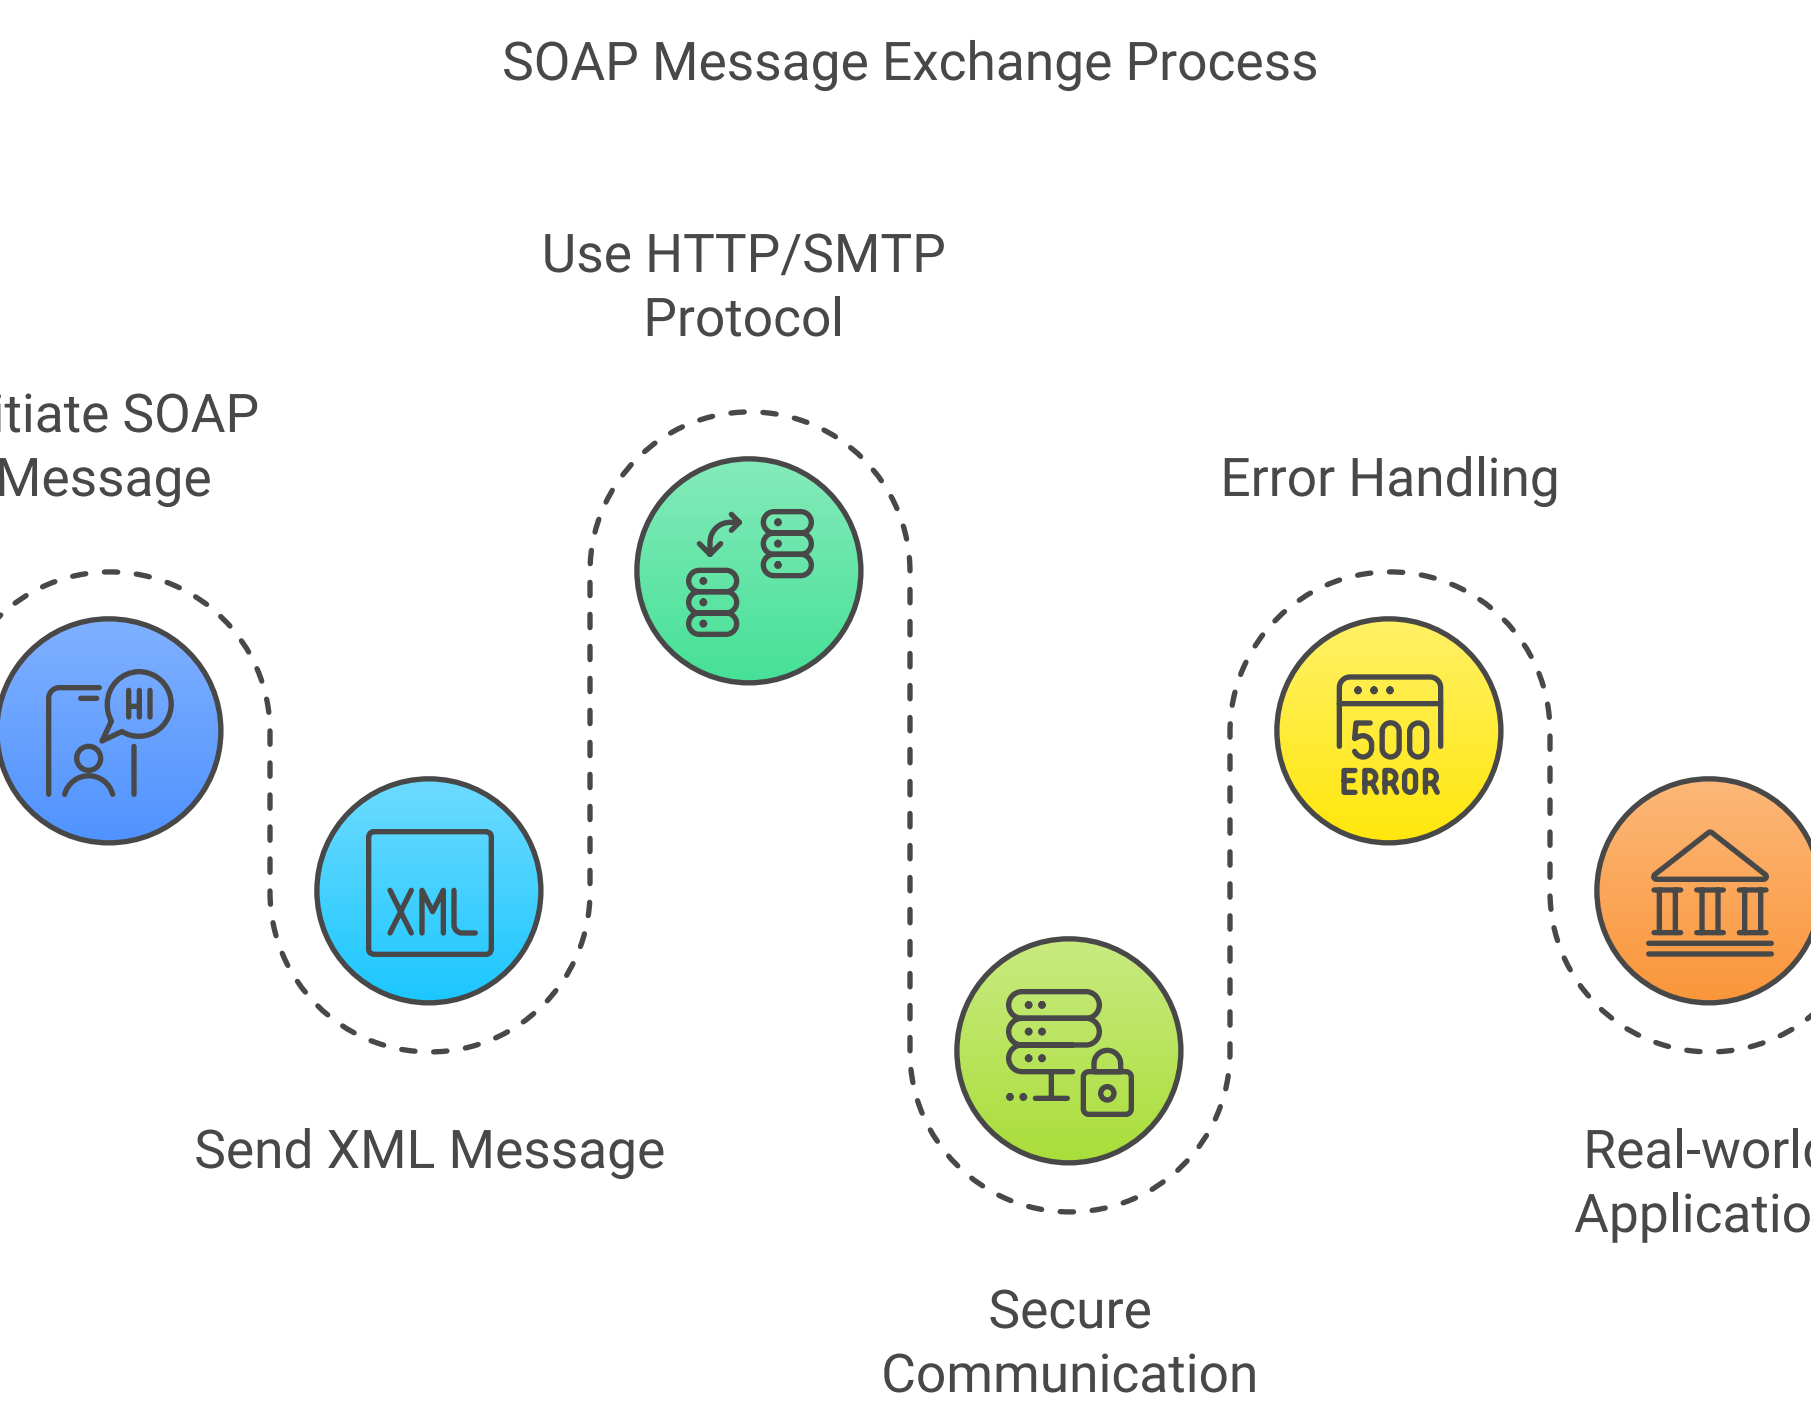 SOAP Message Exchange Process
Use HTTP/SMTP
Protocol
itiate SOAP
Message
Error Handling
HI
500
ERROR
XML
Send XML Message
Real-world
Applicatio
Secure
Communication